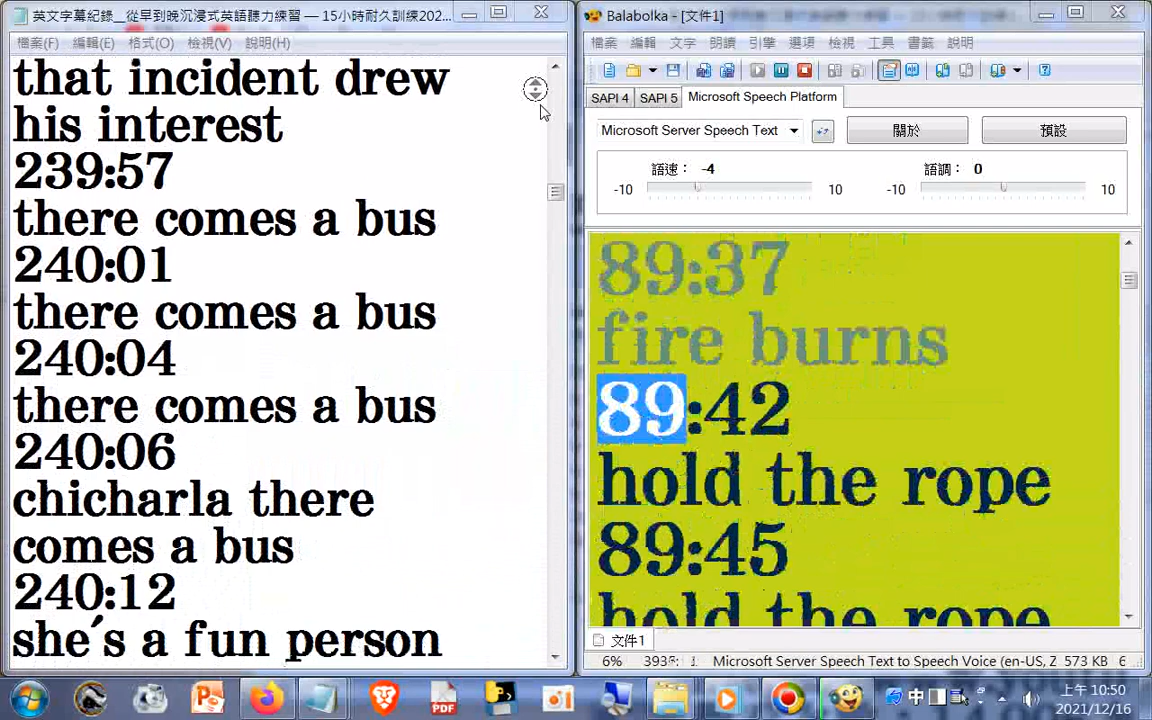 英文字幕紀錄__從早到晚沉浸式英語聽力練習 — 15小時耐久訓練202...
檔案(F) 編輯(E) 格式(O) 檢視(V) 說明(H)
that incident drew
his interest
239:57
there comes a bus
240:01
there comes a bus
240:04
there comes a bus
240:06
chicharla there
comes a bus
240:12
she's a fun person
Balabolka - [文件1]
檔案 編輯 文字 朗讀 引擎 選項 檢視 工具 書籤 說明
SAPI 4 SAPI 5 Microsoft Speech Platform
Microsoft Server Speech Text 關於 預設
語速： -4 語調： 0
-10 10 -10 10
89:37
fire burns
89:42
hold the rope
89:45
hold the rope
文件1
6% Microsoft Server Speech Text to Speech Voice (en-US, Z 573 KB 6
PDF
中
上午 10:50
2021/12/16